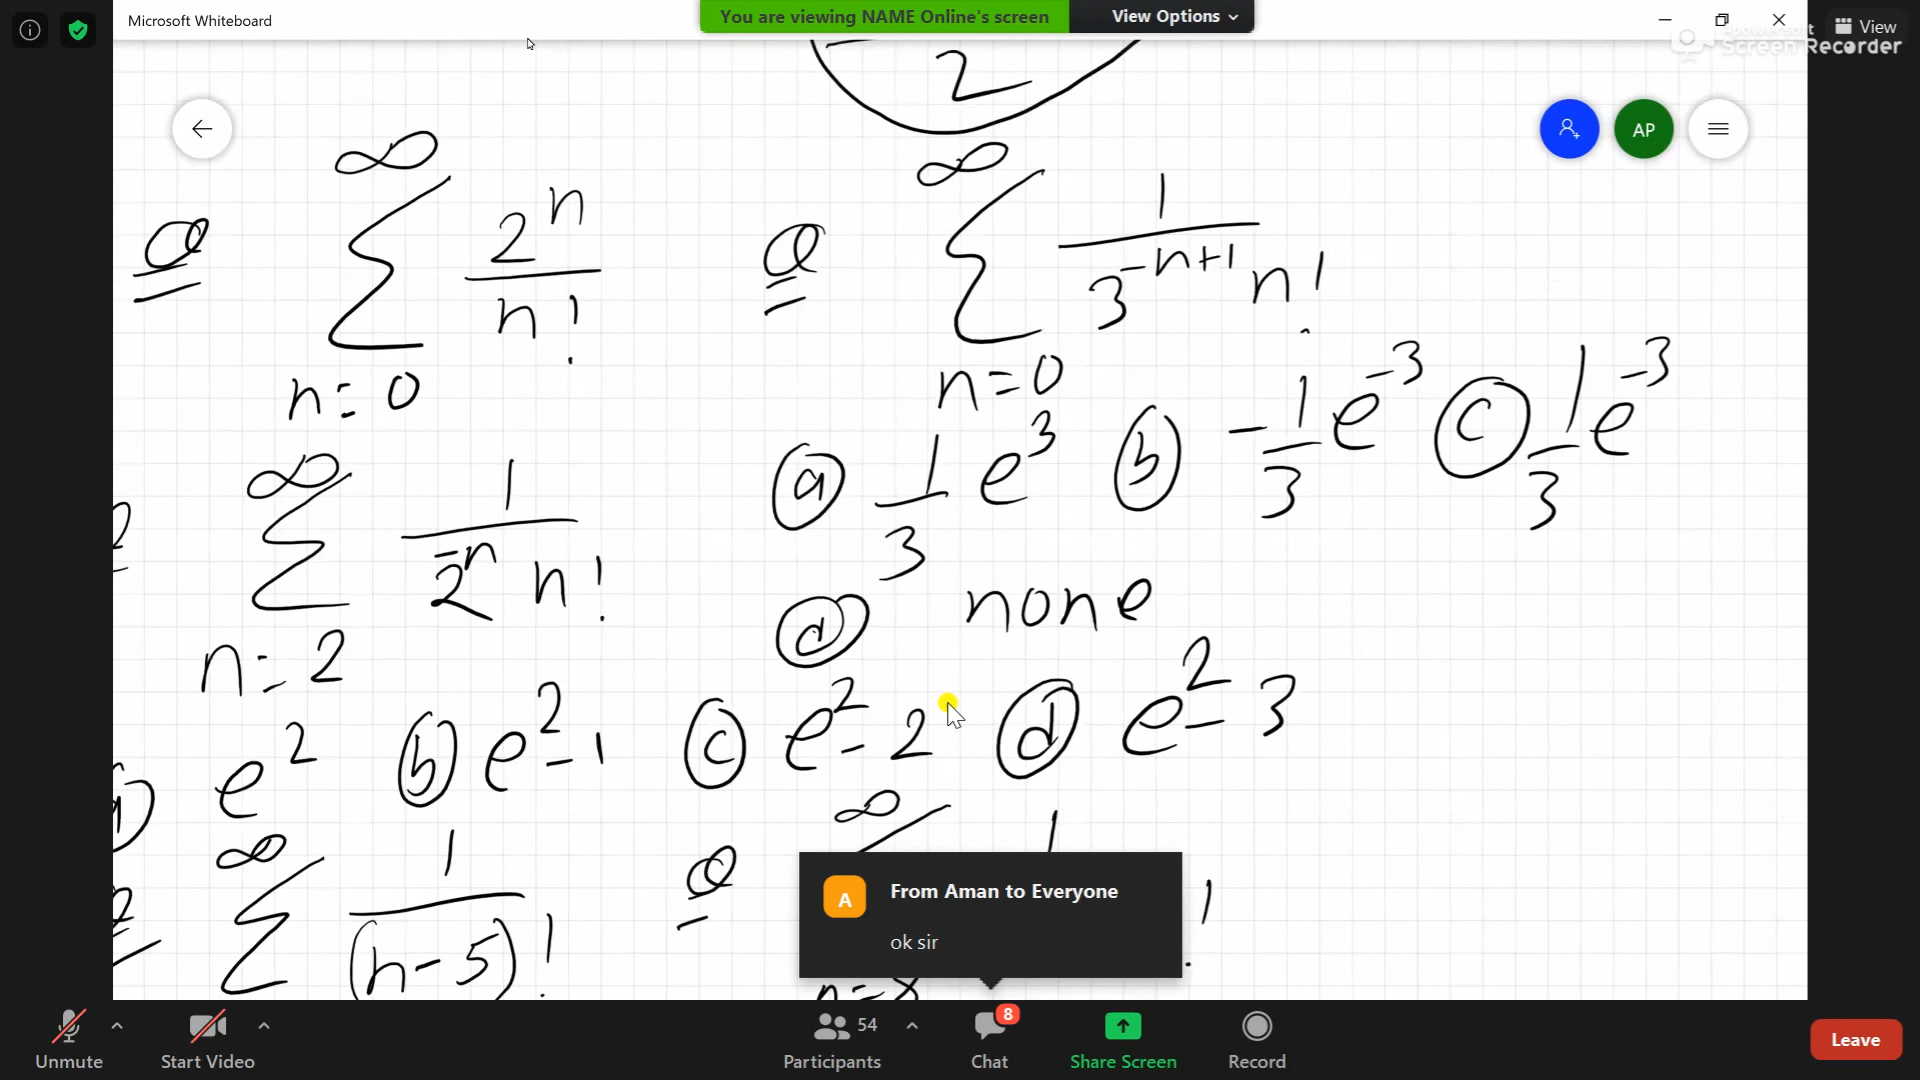 Microsoft Whiteboard
You are viewing NAME Online's screen
View Options
View
Apowersoft
Screen Recorder
AP
2
Q ∞ Σ n=0 2^n / n!
Q ∞ Σ n=0 1 / 3^{-n+1} n!
ⓐ 1/3 e^3 ⓑ -1/3 e^{-3} ⓒ 1/3 e^{-3}
ⓓ none
∞ Σ n=2 1 / 2^{-n} n!
e^2 ⓑ e^2-1 ⓒ e^2-2 ⓓ e^2-3
∞ Σ 1 / (n-5)!
Q ∞ 1 !
A
From Aman to Everyone
ok sir
Unmute
Start Video
54
Participants
8
Chat
Share Screen
Record
Leave